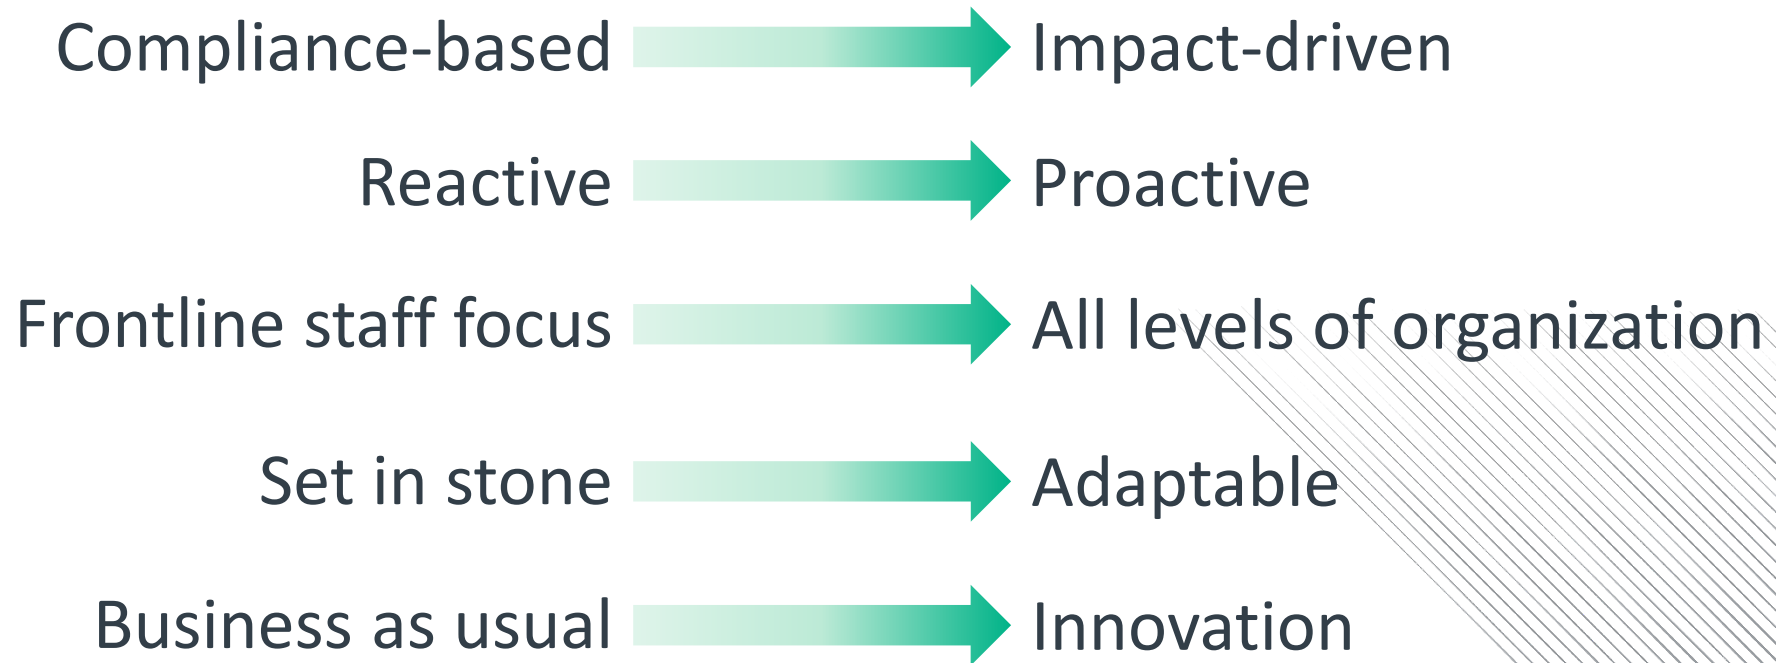 Compliance-based Impact-driven
Reactive Proactive
Frontline staff focus All levels of organization
Set in stone Adaptable
Business as usual Innovation